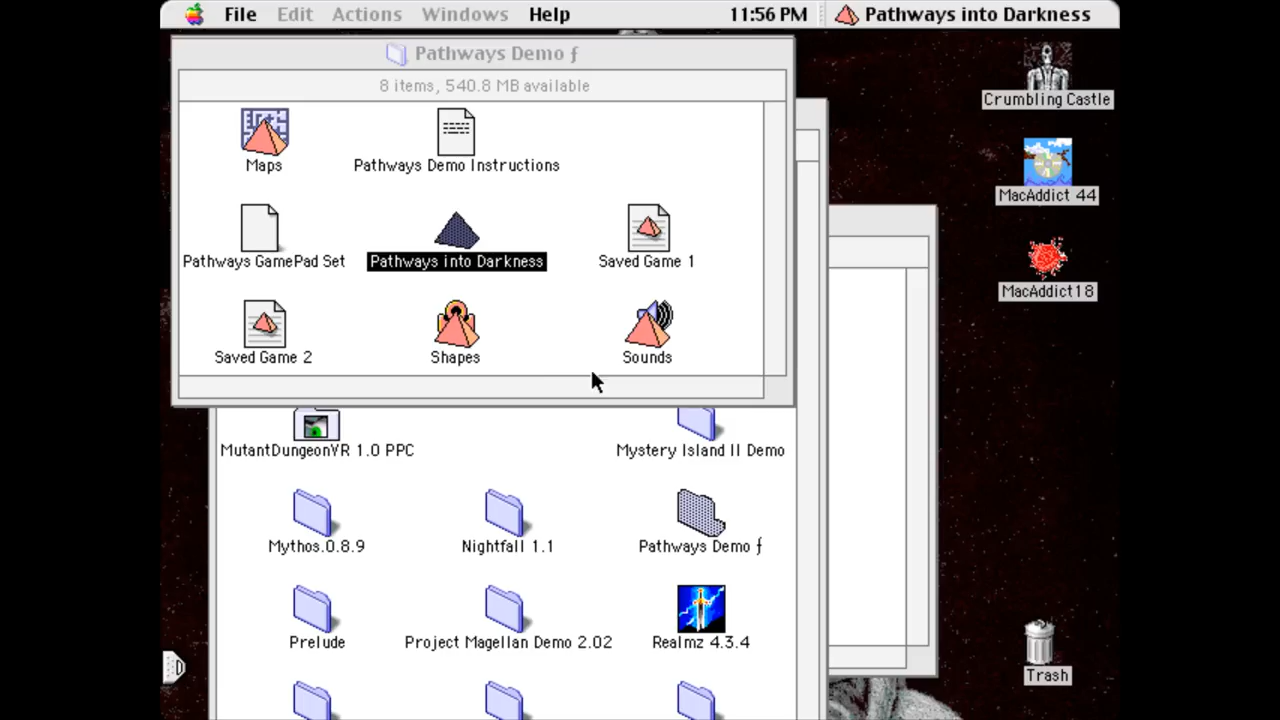 File Edit Actions Windows Help 11:56 PM Pathways into Darkness
Pathways Demo ƒ
8 items, 540.8 MB available
Maps Pathways Demo Instructions
Pathways GamePad Set Pathways into Darkness Saved Game 1
Saved Game 2 Shapes Sounds
MutantDungeonVR 1.0 PPC Mystery Island II Demo
Mythos.0.8.9 Nightfall 1.1 Pathways Demo ƒ
Prelude Project Magellan Demo 2.02 Realmz 4.3.4
Crumbling Castle
MacAddict 44
MacAddict18
Trash